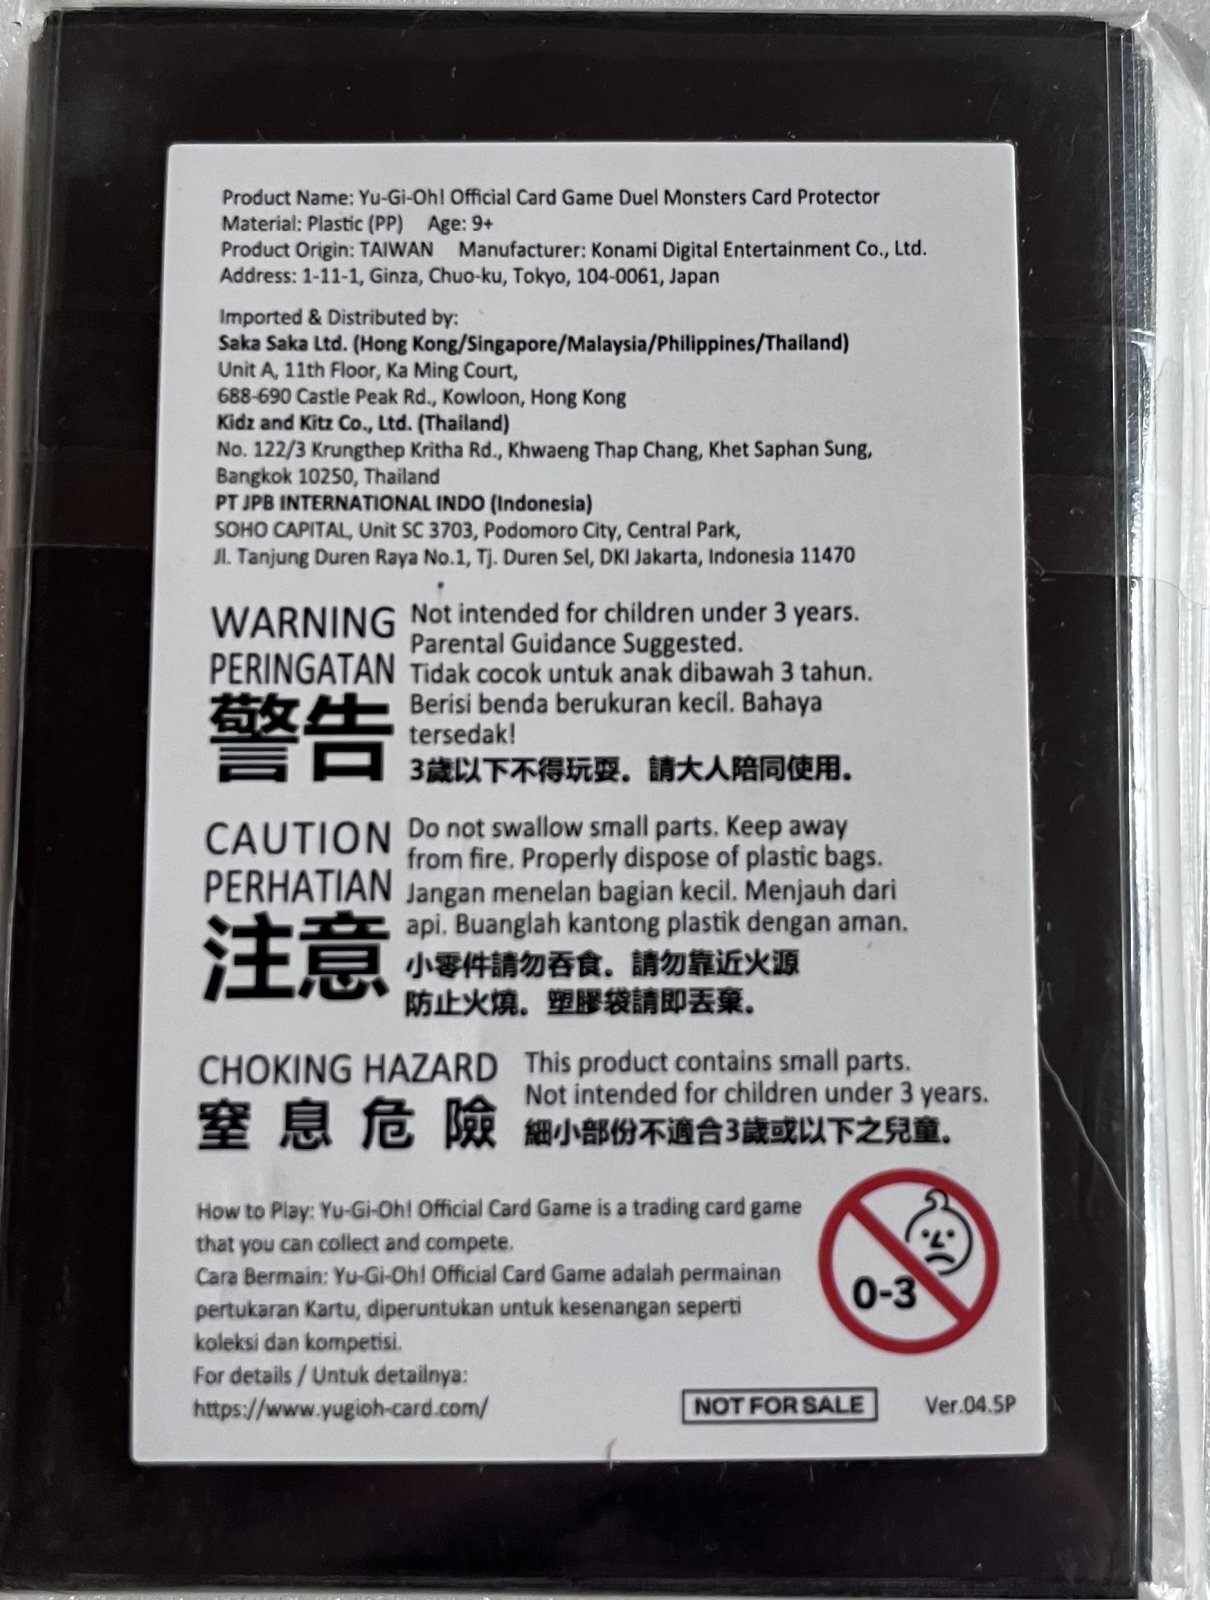 Product Name: Yu-Gi-Oh! Official Card Game Duel Monsters Card Protector
Material: Plastic (PP) Age: 9+
Product Origin: TAIWAN Manufacturer: Konami Digital Entertainment Co., Ltd.
Address: 1-11-1, Ginza, Chuo-ku, Tokyo, 104-0061, Japan
Imported & Distributed by:
Saka Saka Ltd. (Hong Kong/Singapore/Malaysia/Philippines/Thailand)
Unit A, 11th Floor, Ka Ming Court,
688-690 Castle Peak Rd., Kowloon, Hong Kong
Kidz and Kitz Co., Ltd. (Thailand)
No. 122/3 Krungthep Kritha Rd., Khwaeng Thap Chang, Khet Saphan Sung,
Bangkok 10250, Thailand
PT JPB INTERNATIONAL INDO (Indonesia)
SOHO CAPITAL, Unit SC 3703, Podomoro City, Central Park,
Jl. Tanjung Duren Raya No.1, Tj. Duren Sel, DKI Jakarta, Indonesia 11470
WARNING
PERINGATAN
警告
Not intended for children under 3 years.
Parental Guidance Suggested.
Tidak cocok untuk anak dibawah 3 tahun.
Berisi benda berukuran kecil. Bahaya
tersedak!
3歲以下不得玩耍。請大人陪同使用。
CAUTION
PERHATIAN
注意
Do not swallow small parts. Keep away
from fire. Properly dispose of plastic bags.
Jangan menelan bagian kecil. Menjauh dari
api. Buanglah kantong plastik dengan aman.
小零件請勿吞食。請勿靠近火源
防止火燒。塑膠袋請即丟棄。
CHOKING HAZARD
窒息危險
This product contains small parts.
Not intended for children under 3 years.
細小部份不適合3歲或以下之兒童。
How to Play: Yu-Gi-Oh! Official Card Game is a trading card game
that you can collect and compete.
Cara Bermain: Yu-Gi-Oh! Official Card Game adalah permainan
pertukaran Kartu, diperuntukan untuk kesenangan seperti
koleksi dan kompetisi.
For details / Untuk detailnya:
https://www.yugioh-card.com/
0-3
NOT FOR SALE
Ver.04.5P